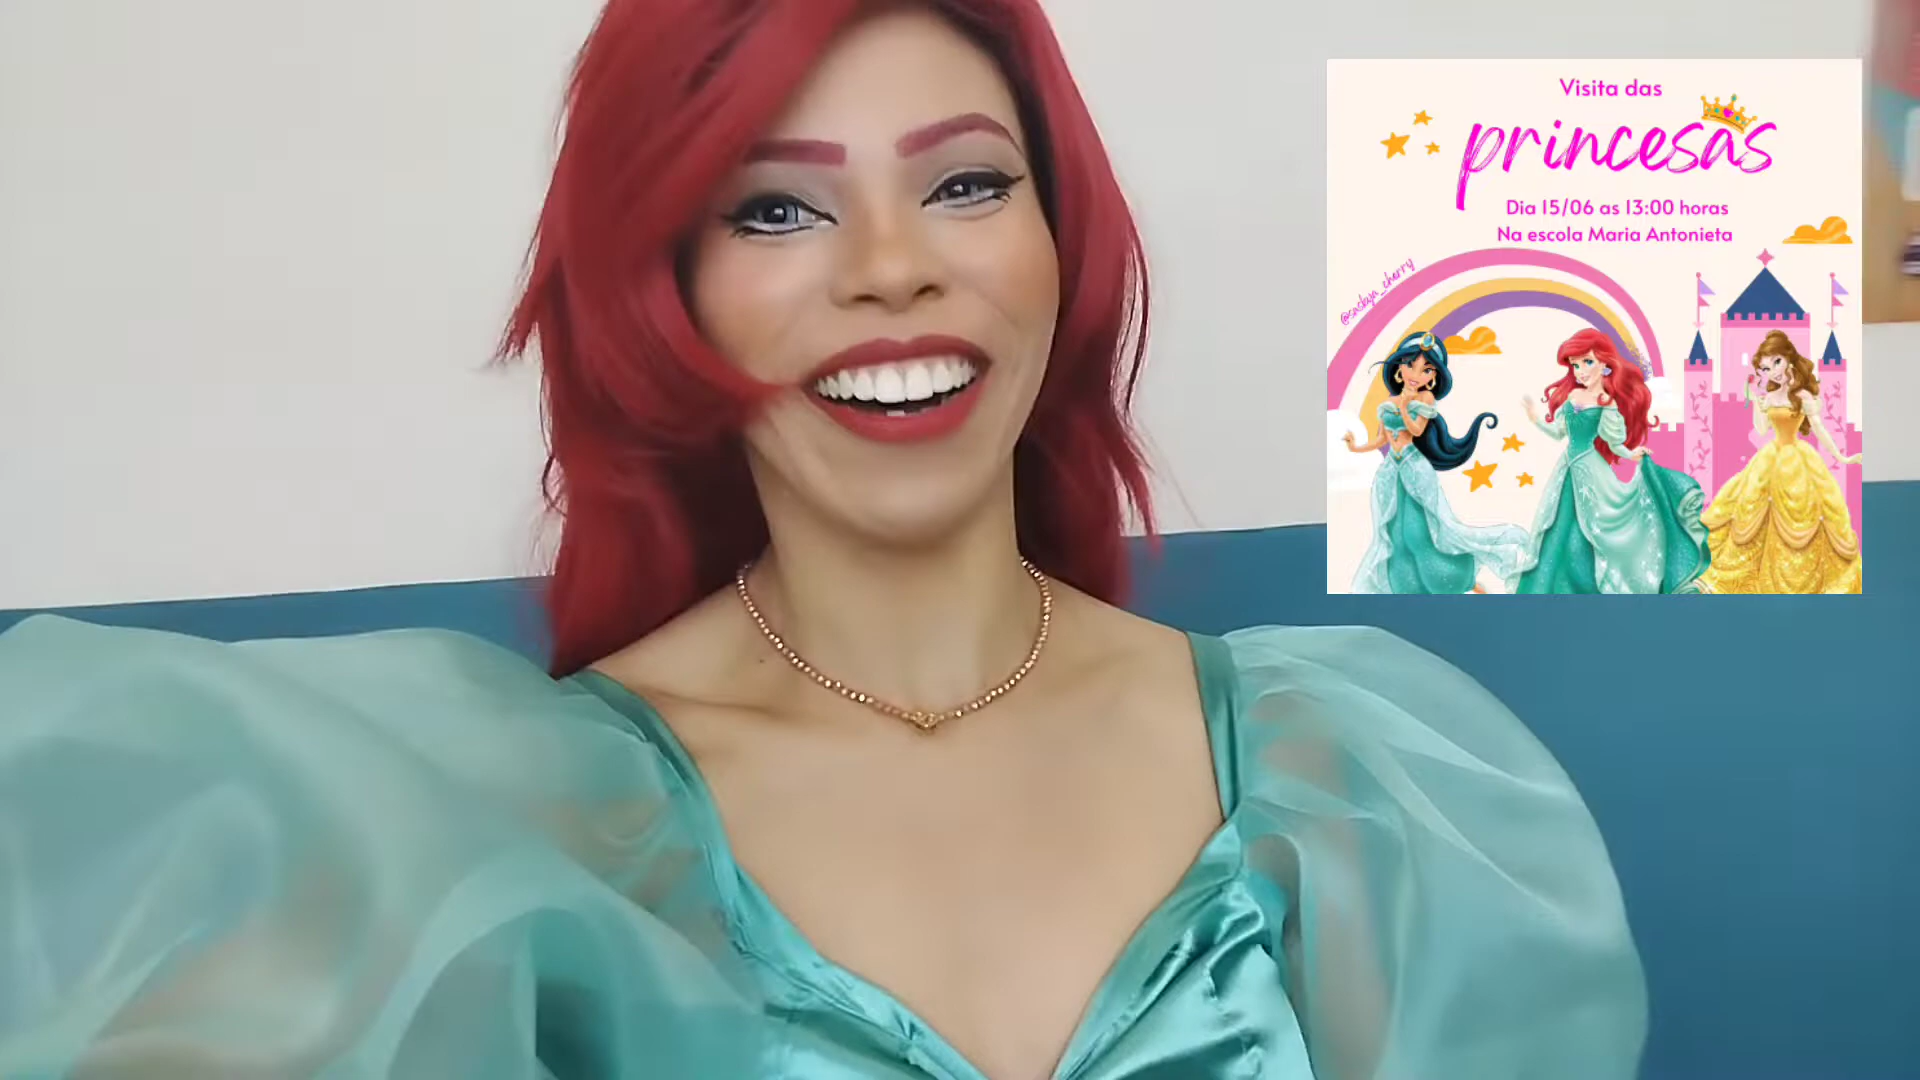 Visita das
princesas
Dia 15/06 as 13:00 horas
Na escola Maria Antonieta